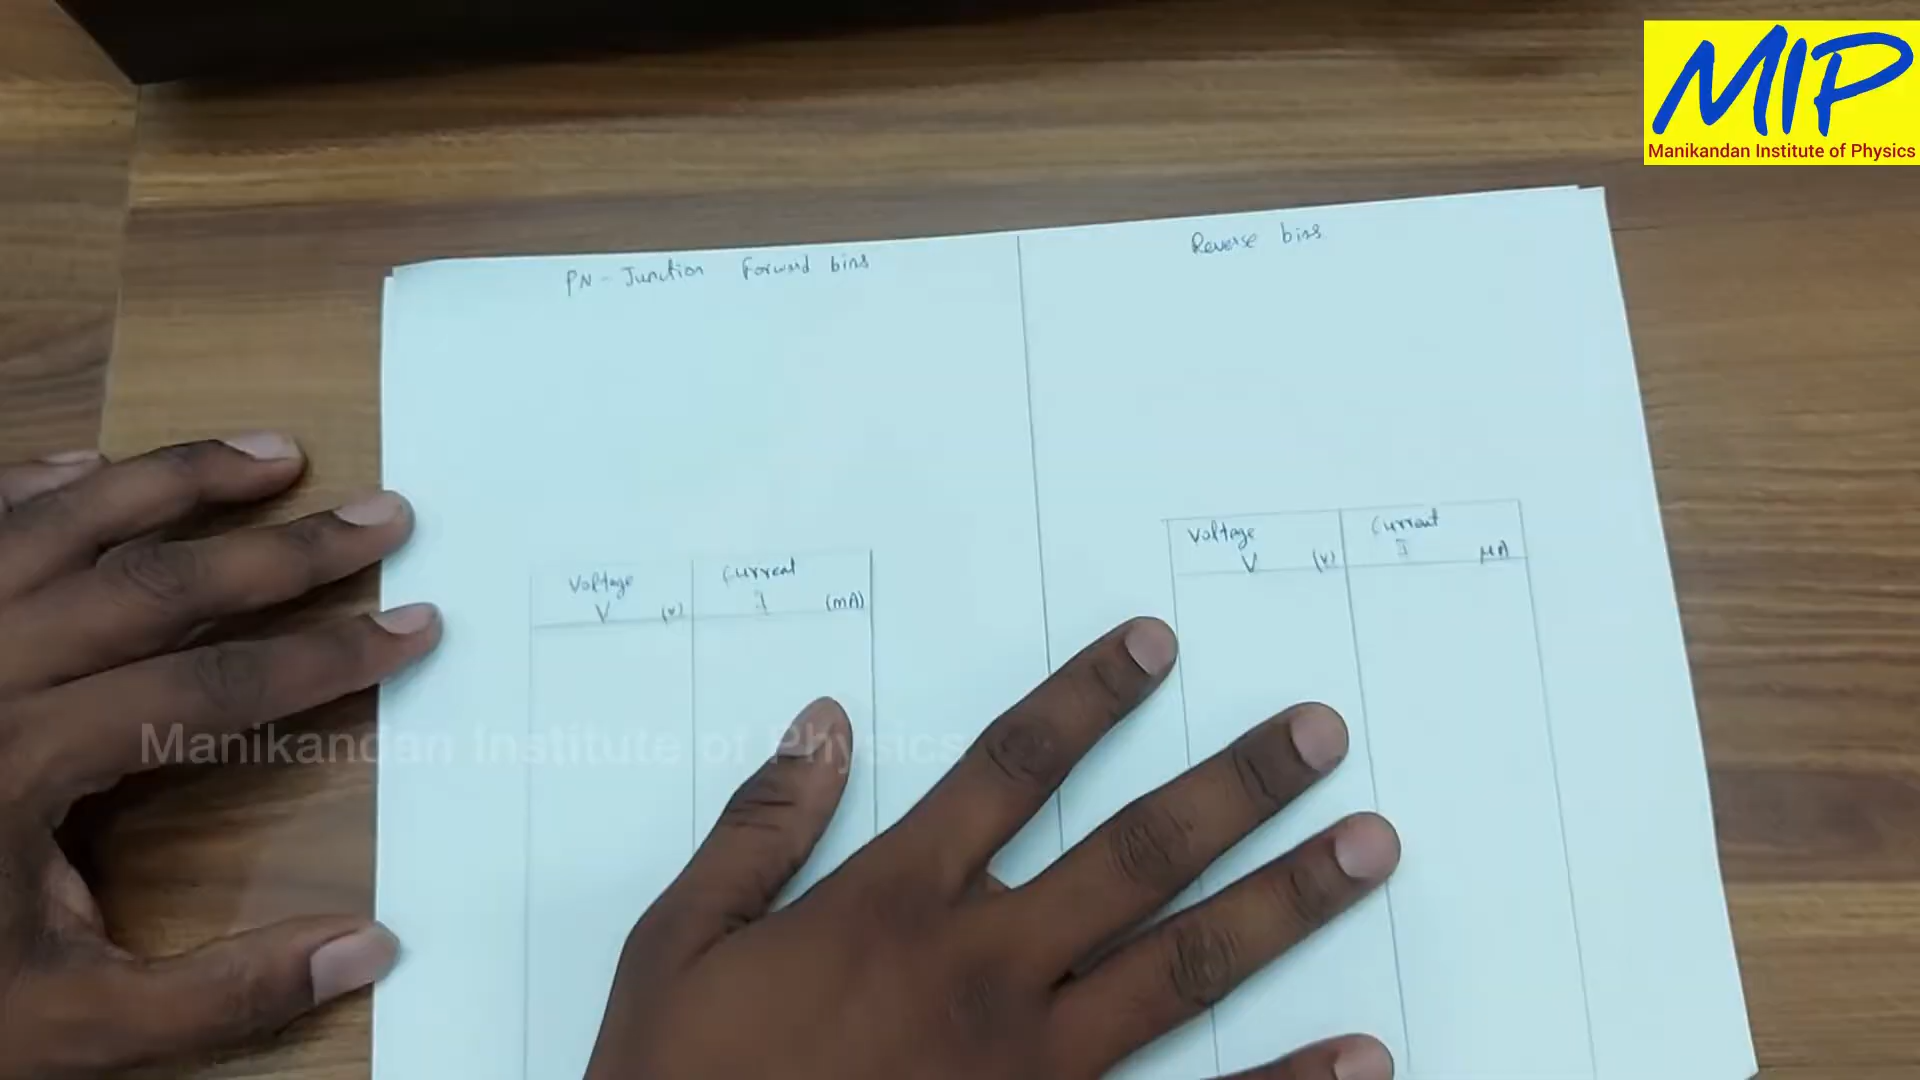 MIP
Manikandan Institute of Physics
PN - Junction Forward bias
Reverse bias
Voltage
V (v)
Current
I (mA)
Voltage
V (v)
Current
I μA
Manikandan Institute of Physics